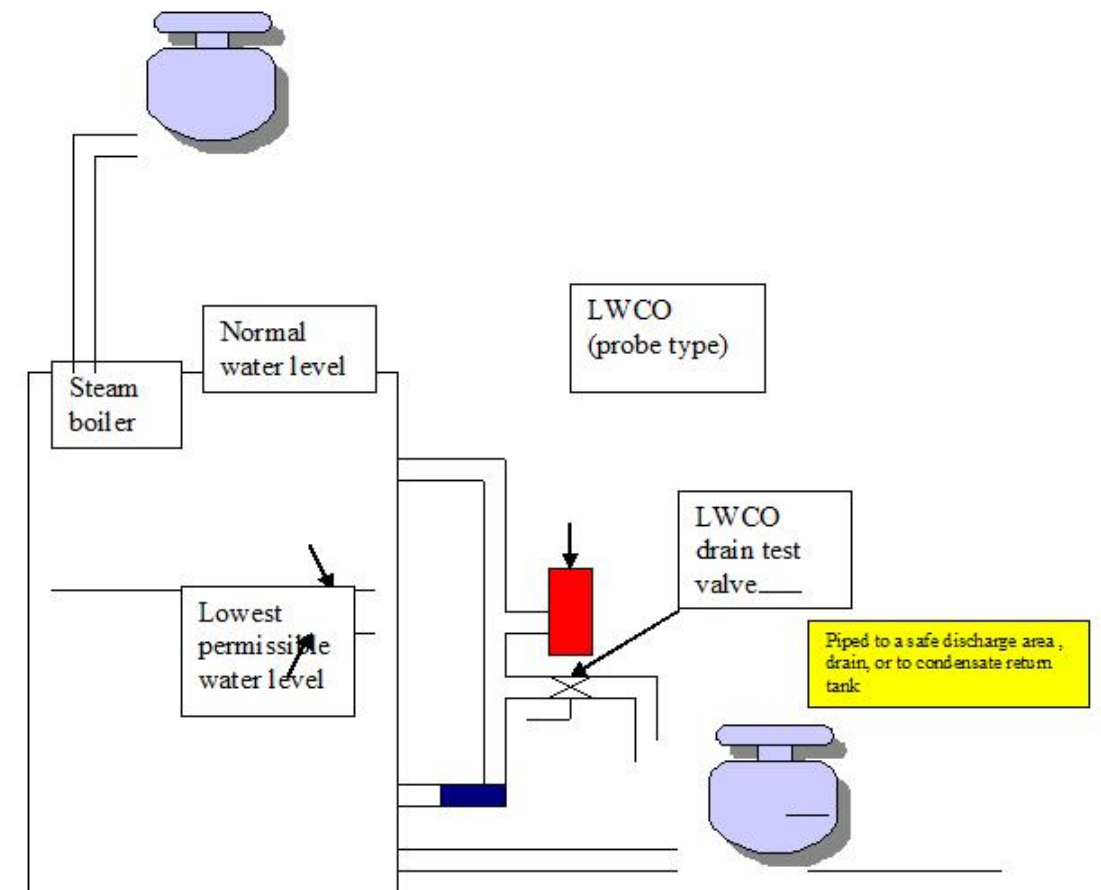 Normal
water level
LWCO
(probe type)
Steam
boiler
LWCO
drain test
valve
Lowest
permissible
water level
Piped to a safe discharge area ,
drain, or to condensate return
tank